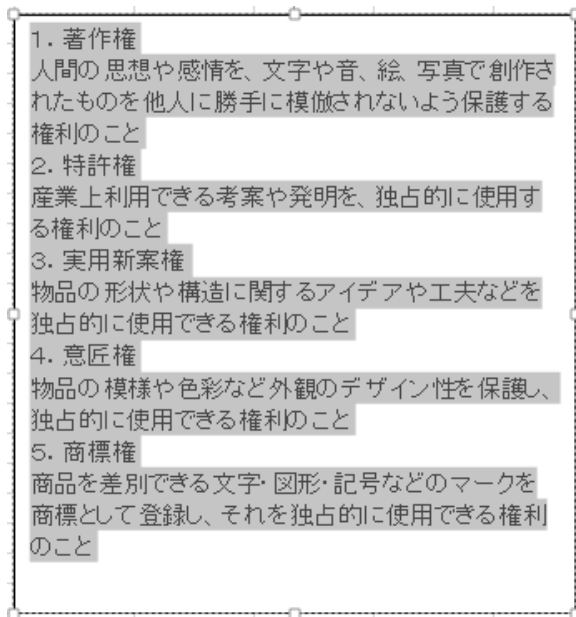 1. 著作権
人間の思想や感情を、文字や音、絵、写真で創作さ
れたものを他人に勝手に模倣されないよう保護する
権利のこと
2. 特許権
産業上利用できる考案や発明を、独占的に使用す
る権利のこと
3. 実用新案権
物品の形状や構造に関するアイデアや工夫などを
独占的に使用できる権利のこと
4. 意匠権
物品の模様や色彩など外観のデザイン性を保護し、
独占的に使用できる権利のこと
5. 商標権
商品を差別できる文字・図形・記号などのマークを
商標として登録し、それを独占的に使用できる権利
のこと